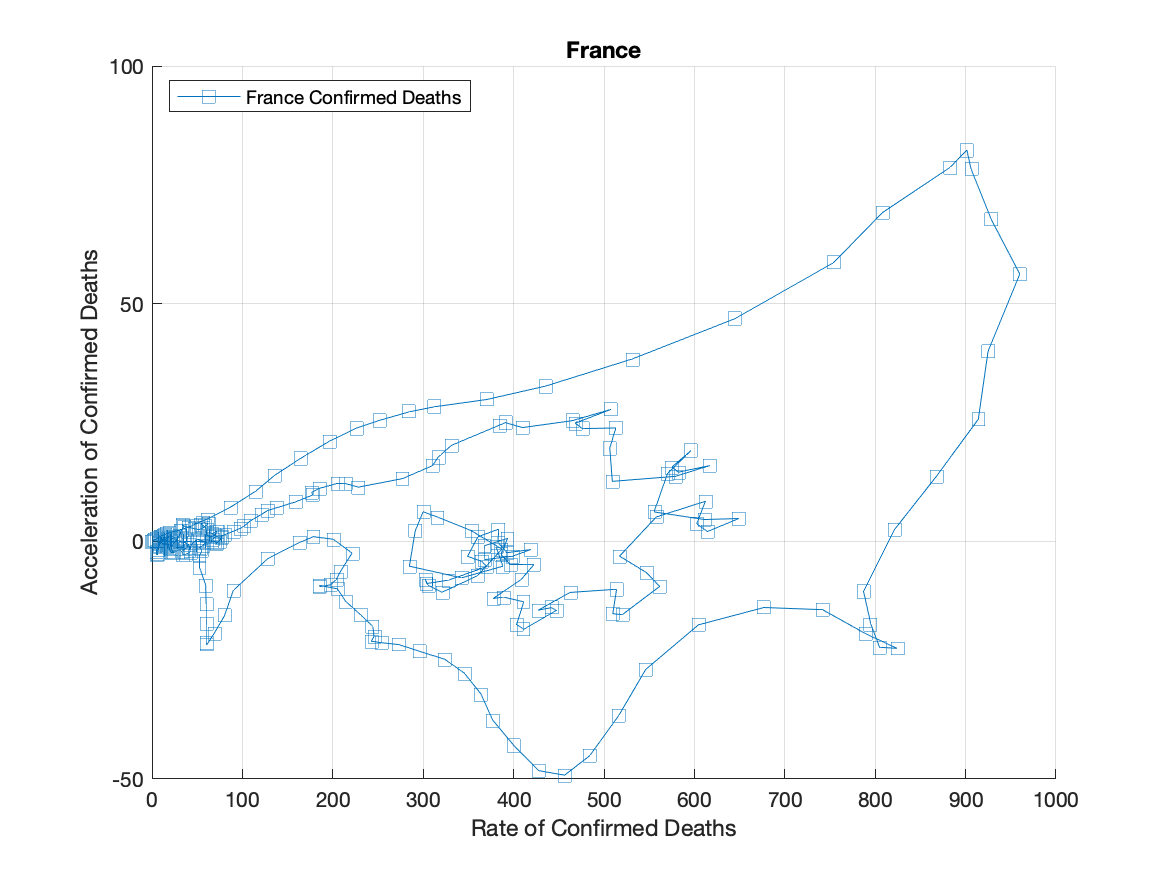 France
100
France Confirmed Deaths
50
0
-50
Acceleration of Confirmed Deaths
0 100 200 300 400 500 600 700 800 900 1000
Rate of Confirmed Deaths